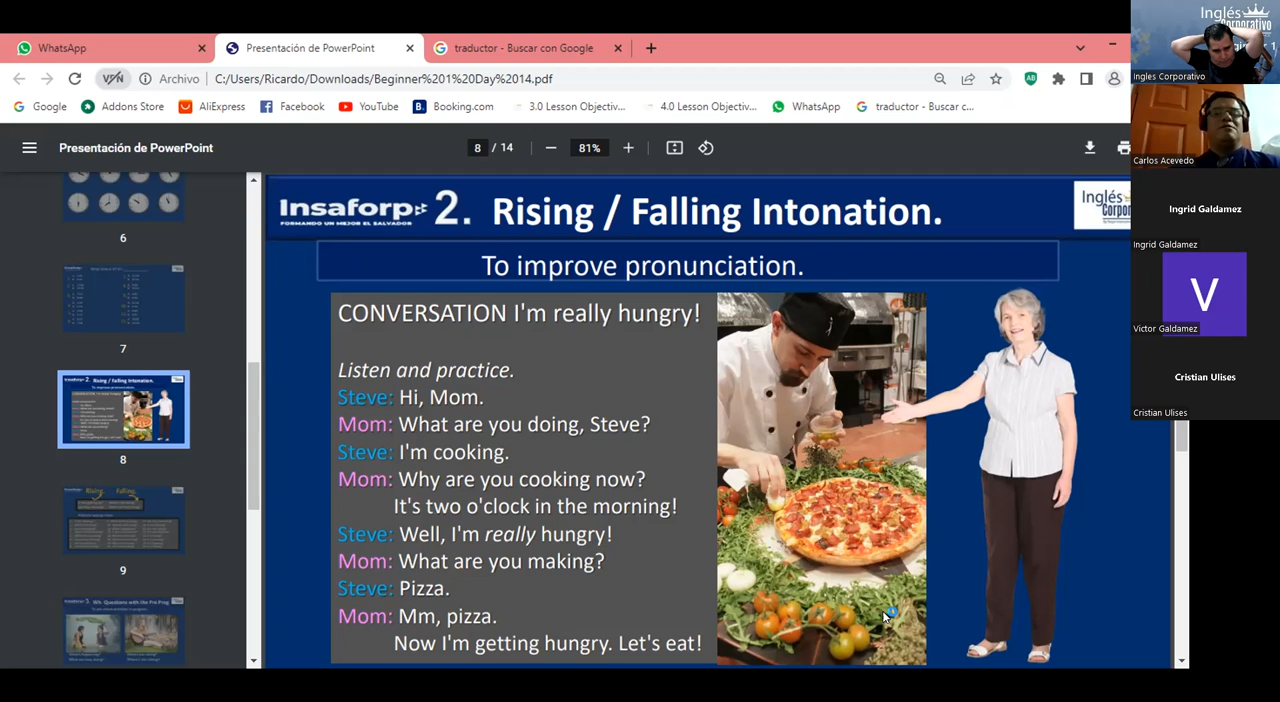 WhatsApp
Presentación de PowerPoint
traductor - Buscar con Google
VPN
Archivo
C:/Users/Ricardo/Downloads/Beginner%201%20Day%2014.pdf
Google
Addons Store
AliExpress
Facebook
YouTube
Booking.com
3.0 Lesson Objectiv...
4.0 Lesson Objectiv...
WhatsApp
traductor - Buscar c...
Presentación de PowerPoint
8 / 14
81%
6
7
8
9
Insaforp
FORMANDO UN MEJOR EL SALVADOR
2. Rising / Falling Intonation.
Inglés
Corpo
To improve pronunciation.
CONVERSATION I'm really hungry!
Listen and practice.
Steve: Hi, Mom.
Mom: What are you doing, Steve?
Steve: I'm cooking.
Mom: Why are you cooking now?
It's two o'clock in the morning!
Steve: Well, I'm really hungry!
Mom: What are you making?
Steve: Pizza.
Mom: Mm, pizza.
Now I'm getting hungry. Let's eat!
Inglés
Corporativo
Ingles Corporativo
Carlos Acevedo
Ingrid Galdamez
Ingrid Galdamez
V
Victor Galdamez
Cristian Ulises
Cristian Ulises